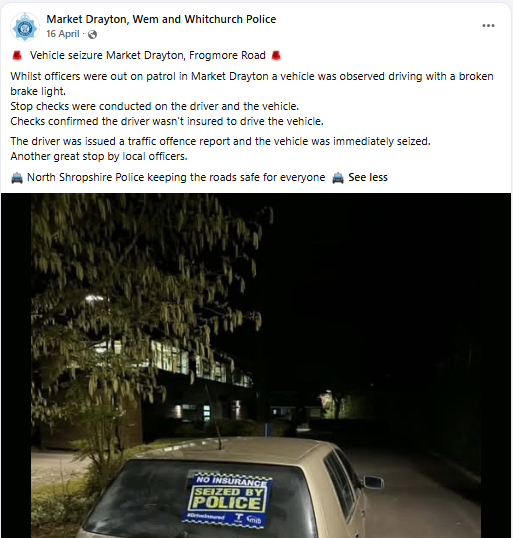 Market Drayton, Wem and Whitchurch Police
16 April ·
Vehicle seizure Market Drayton, Frogmore Road
Whilst officers were out on patrol in Market Drayton a vehicle was observed driving with a broken
brake light.
Stop checks were conducted on the driver and the vehicle.
Checks confirmed the driver wasn't insured to drive the vehicle.
The driver was issued a traffic offence report and the vehicle was immediately seized.
Another great stop by local officers.
North Shropshire Police keeping the roads safe for everyone See less
NO INSURANCE
SEIZED BY
POLICE
#DriveInsured
mib